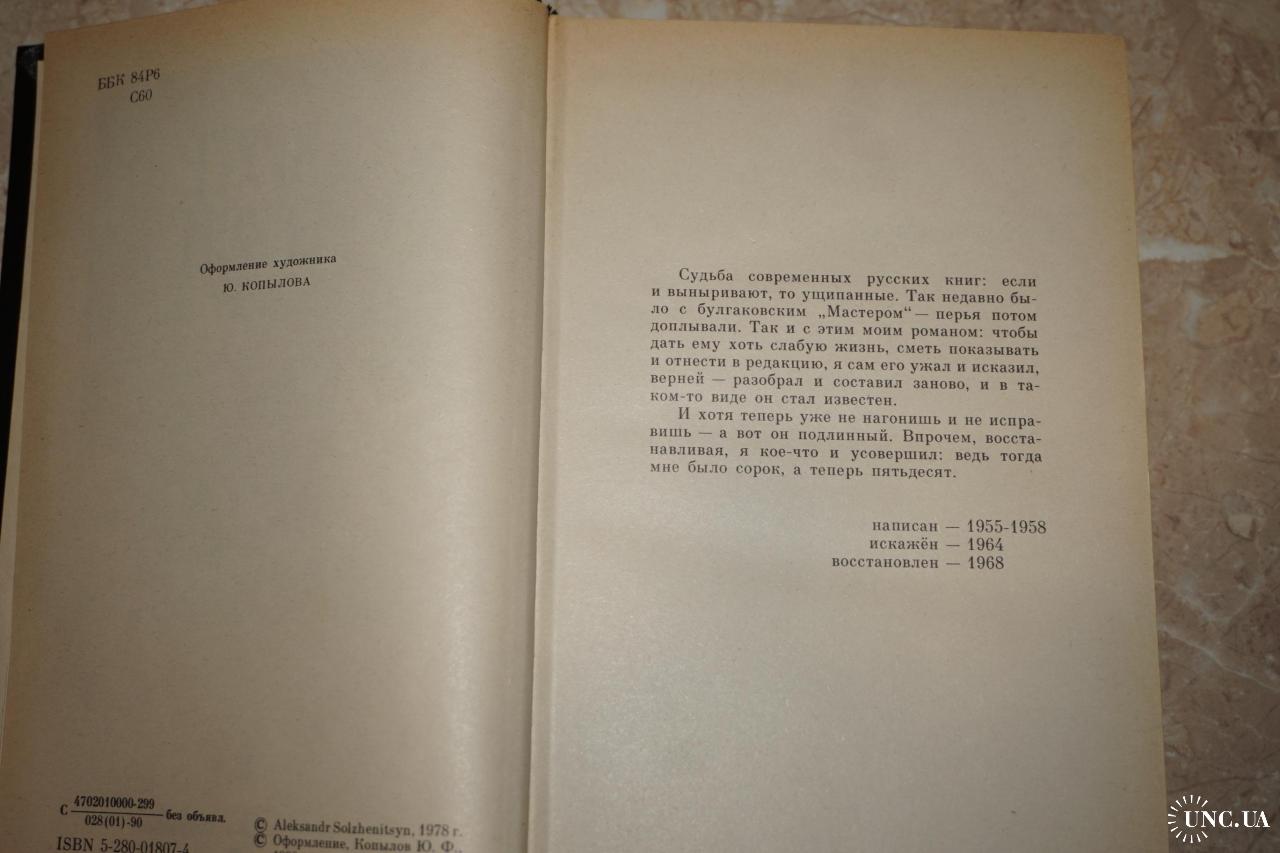 ББК 84Р6
С60
Оформление художника
Ю. КОПЫЛОВА
С 4702010000-299 без объявл.
028(01)-90
ISBN 5-280-01807-4
© Aleksandr Solzhenitsyn, 1978 г.
© Оформление, Копылов Ю. Ф.,
Судьба современных русских книг: если
и выныривают, то ущипанные. Так недавно бы-
ло с булгаковским „Мастером“ — перья потом
доплывали. Так и с этим моим романом: чтобы
дать ему хоть слабую жизнь, сметь показывать
и отнести в редакцию, я сам его ужал и исказил,
верней — разобрал и составил заново, и в та-
ком-то виде он стал известен.
И хотя теперь уже не нагонишь и не испра-
вишь — а вот он подлинный. Впрочем, восста-
навливая, я кое-что и усовершил: ведь тогда
мне было сорок, а теперь пятьдесят.
написан — 1955-1958
искажён — 1964
восстановлен — 1968
UNC.UA